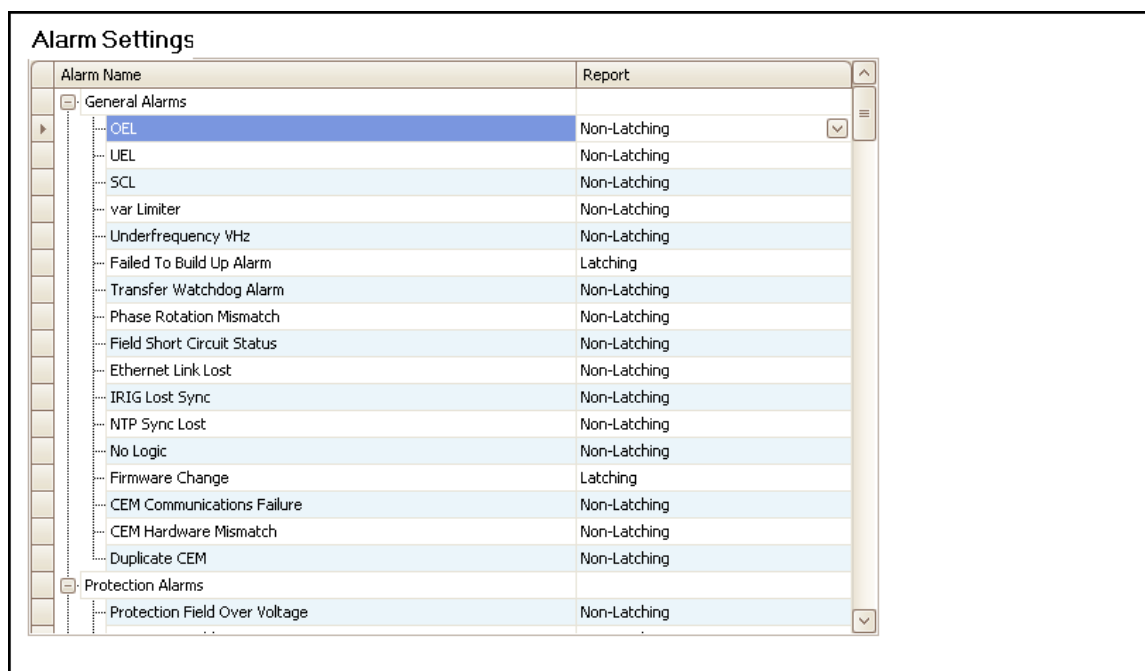 Alarm Settings
Alarm Name Report
General Alarms
OEL Non-Latching
UEL Non-Latching
SCL Non-Latching
var Limiter Non-Latching
Underfrequency VHz Non-Latching
Failed To Build Up Alarm Latching
Transfer Watchdog Alarm Non-Latching
Phase Rotation Mismatch Non-Latching
Field Short Circuit Status Non-Latching
Ethernet Link Lost Non-Latching
IRIG Lost Sync Non-Latching
NTP Sync Lost Non-Latching
No Logic Non-Latching
Firmware Change Latching
CEM Communications Failure Non-Latching
CEM Hardware Mismatch Non-Latching
Duplicate CEM Non-Latching
Protection Alarms
Protection Field Over Voltage Non-Latching